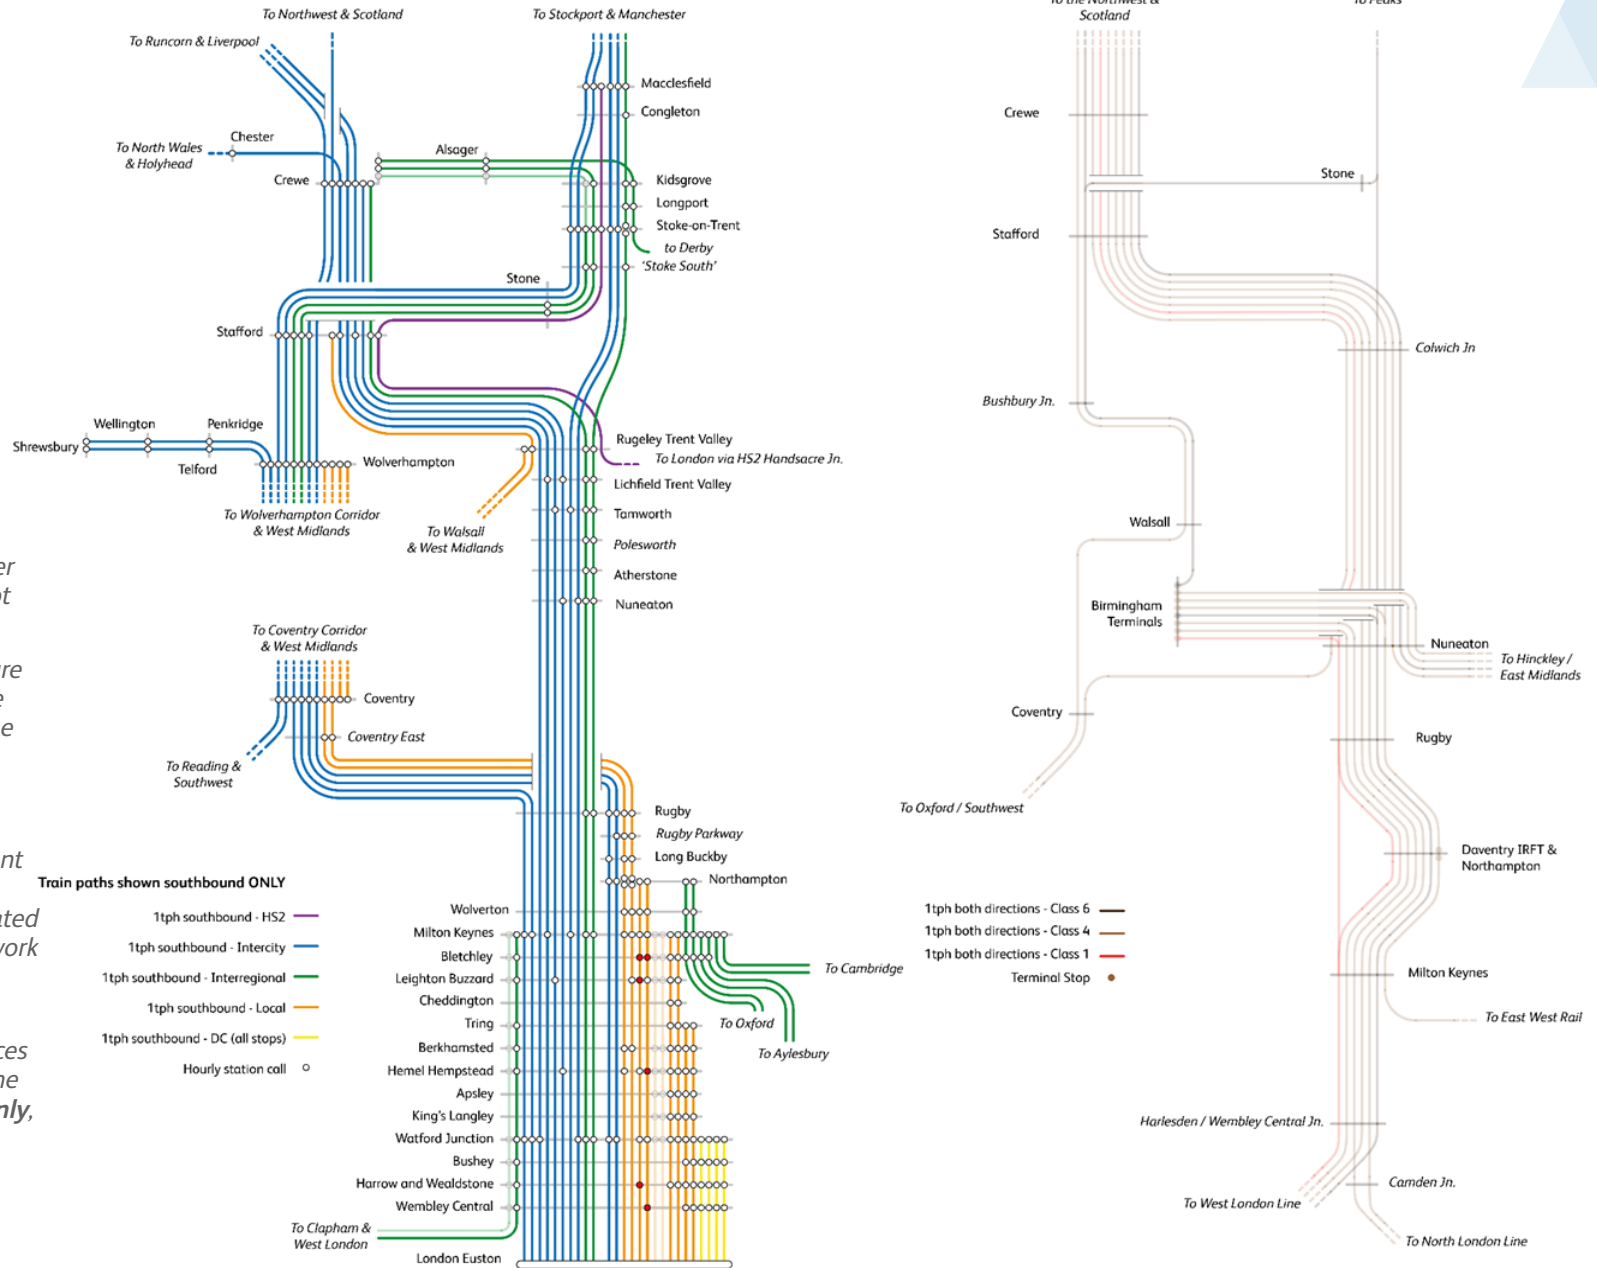 To Northwest & Scotland
To Stockport & Manchester
To Runcorn & Liverpool
Macclesfield
Congleton
Chester
To North Wales
& Holyhead
Alsager
Crewe
Kidsgrove
Longport
Stoke-on-Trent
to Derby
'Stoke South'
Stone
Stafford
Wellington
Penkridge
Shrewsbury
Telford
Wolverhampton
Rugeley Trent Valley
To London via HS2 Handsacre Jn.
Lichfield Trent Valley
To Wolverhampton Corridor
& West Midlands
Tamworth
To Walsall
& West Midlands
Polesworth
Atherstone
Nuneaton
To Coventry Corridor
& West Midlands
Coventry
Coventry East
To Reading &
Southwest
Rugby
Rugby Parkway
Long Buckby
Northampton
Wolverton
Milton Keynes
Bletchley
Leighton Buzzard
Cheddington
Tring
Berkhamsted
Hemel Hempstead
Apsley
King's Langley
Watford Junction
Bushey
Harrow and Wealdstone
Wembley Central
London Euston
To Cambridge
To Oxford
To Aylesbury
To Clapham &
West London
Train paths shown southbound ONLY
1tph southbound - HS2
1tph southbound - Intercity
1tph southbound - Interregional
1tph southbound - Local
1tph southbound - DC (all stops)
Hourly station call
To the Northwest &
Scotland
To Peaks
Crewe
Stone
Stafford
Colwich Jn
Bushbury Jn.
Walsall
Birmingham
Terminals
Nuneaton
To Hinckley /
East Midlands
Coventry
Rugby
To Oxford / Southwest
Daventry IRFT &
Northampton
1tph both directions - Class 6
1tph both directions - Class 4
1tph both directions - Class 1
Terminal Stop
Milton Keynes
To East West Rail
Harlesden / Wembley Central Jn.
Camden Jn.
To West London Line
To North London Line